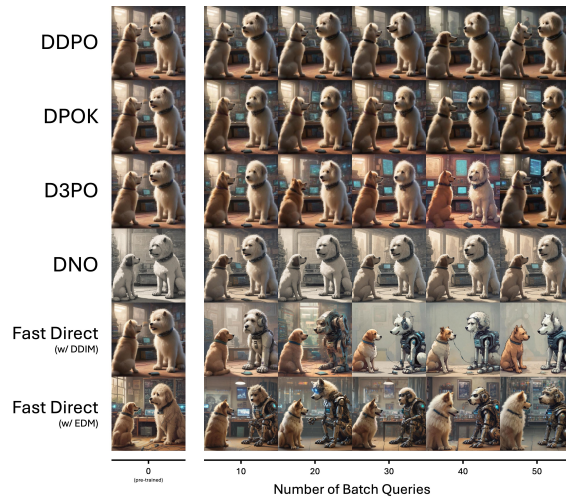 DDPO
DPOK
D3PO
DNO
Fast Direct
(w/ DDIM)
Fast Direct
(w/ EDM)
0 10 20 30 40 50
(pre-trained)
Number of Batch Queries